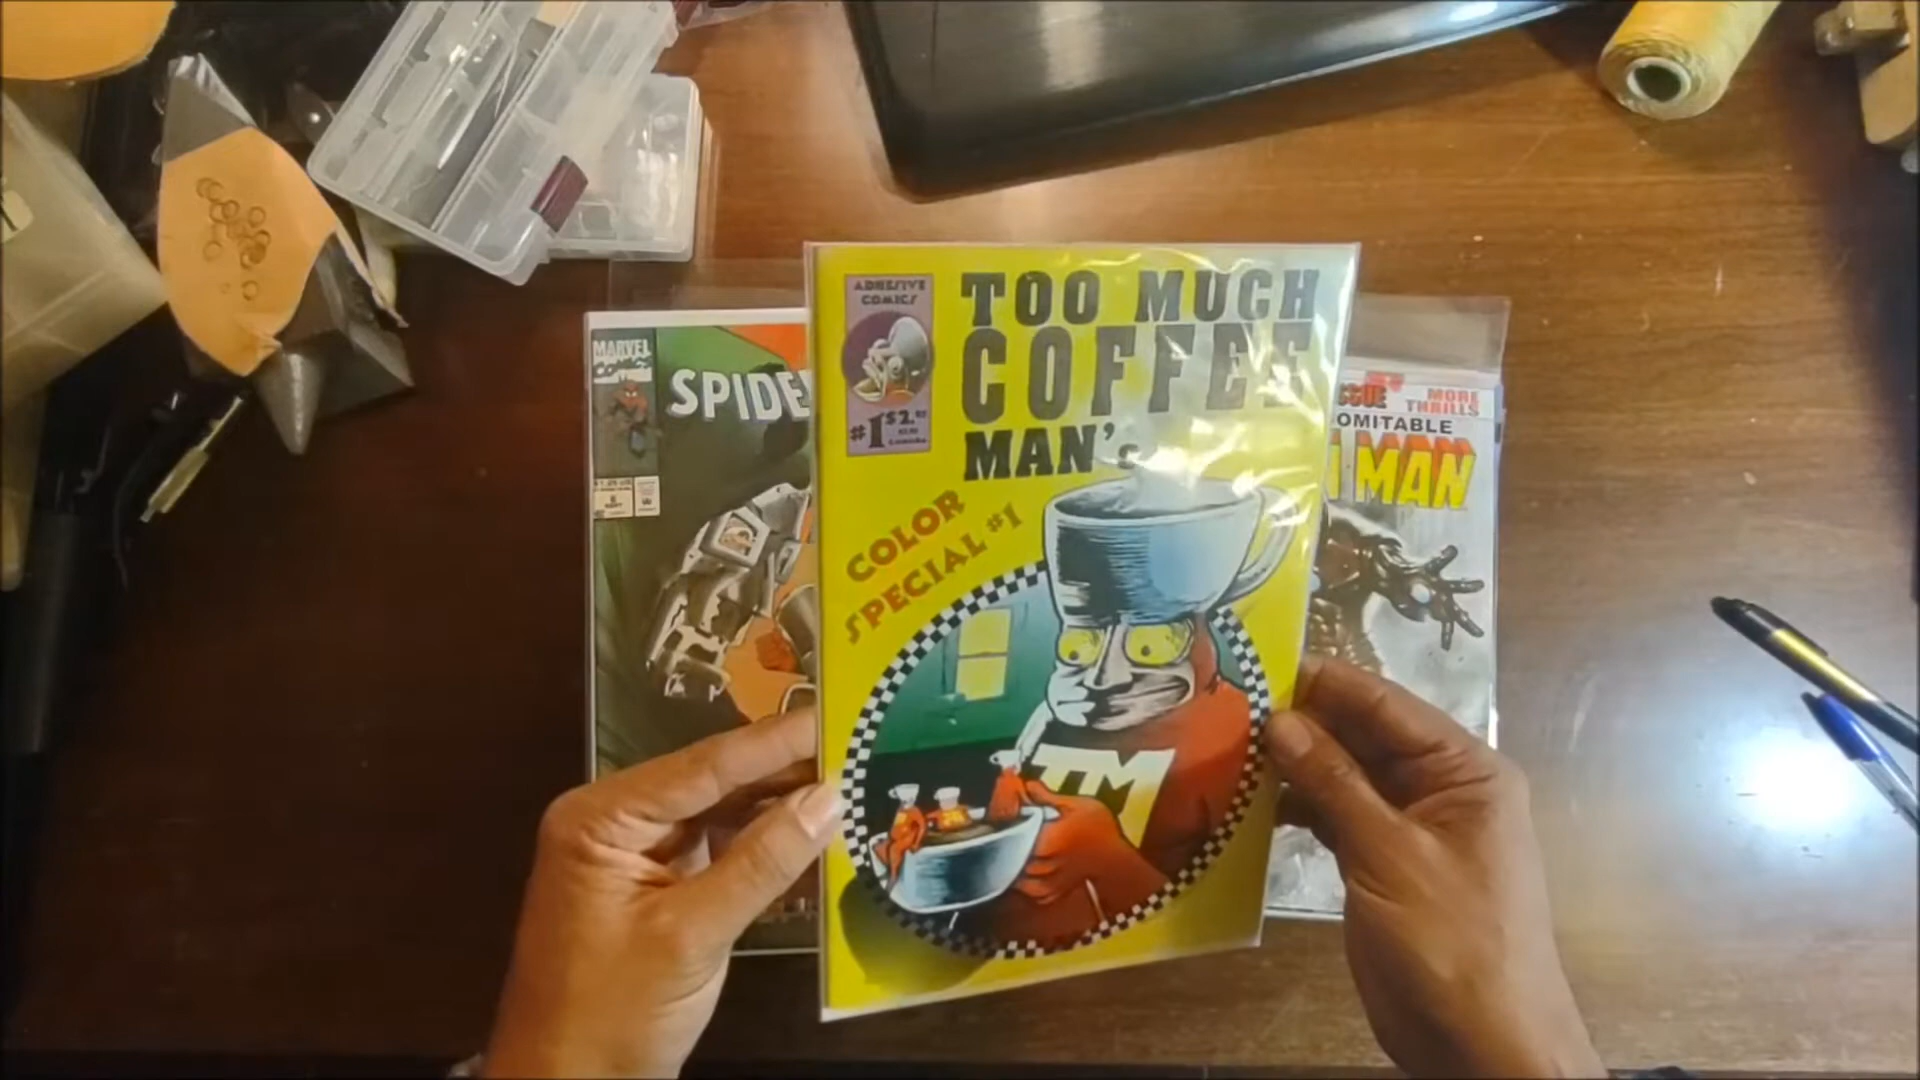 ADHESIVE
COMICS
#1 $2.95
TOO MUCH
COFFEE
MAN's
COLOR
SPECIAL #1
TM
MARVEL
COMICS
SPIDE
ISSUE
MORE
THRILLS
OMITABLE
MAN